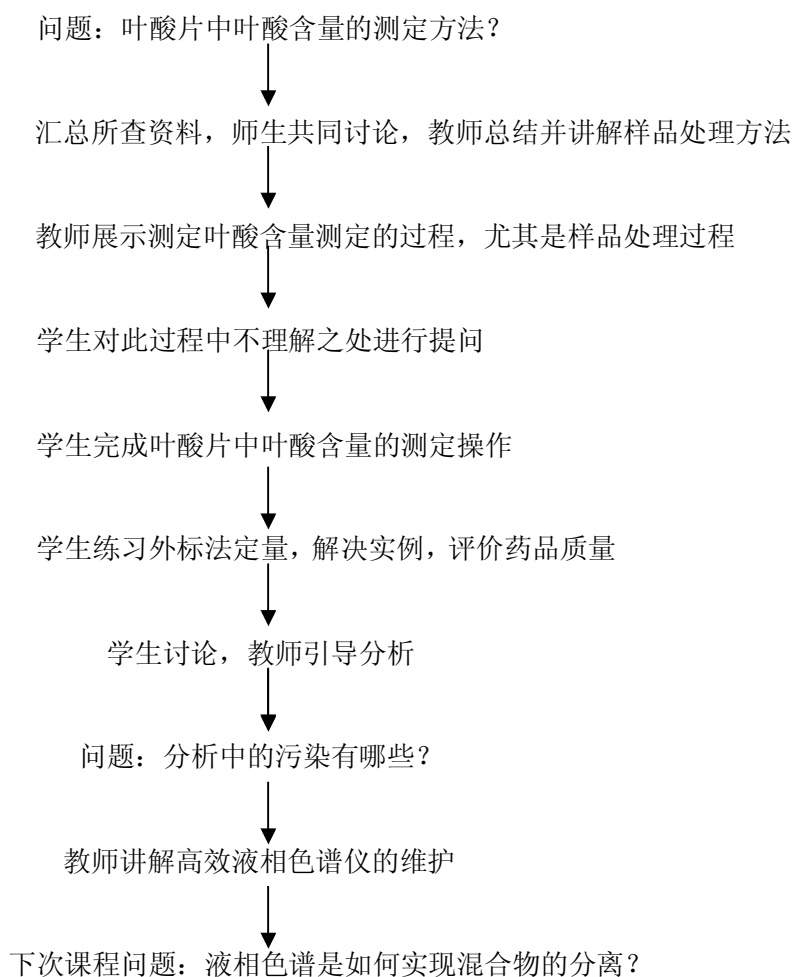 问题：叶酸片中叶酸含量的测定方法？
汇总所查资料，师生共同讨论，教师总结并讲解样品处理方法
教师展示测定叶酸含量测定的过程，尤其是样品处理过程
学生对此过程中不理解之处进行提问
学生完成叶酸片中叶酸含量的测定操作
学生练习外标法定量，解决实例，评价药品质量
学生讨论，教师引导分析
问题：分析中的污染有哪些？
教师讲解高效液相色谱仪的维护
下次课程问题：液相色谱是如何实现混合物的分离？